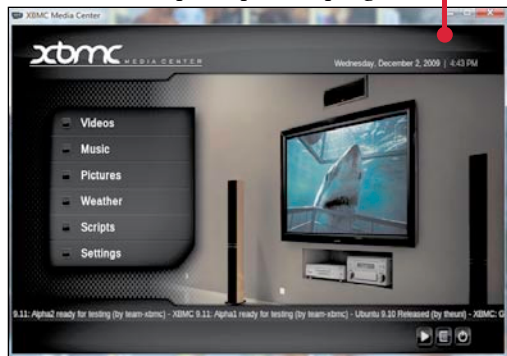 XBMC Media Center
xbmc MEDIA CENTER
Wednesday, December 2, 2009 | 4:43 PM
Videos
Music
Pictures
Weather
Scripts
Settings
9.11: Alpha2 ready for testing (by team-xbmc) - XBMC 9.11: Alpha1 ready for testing (by team-xbmc) - Ubuntu 9.10 Released (by theuni) - XBMC: G